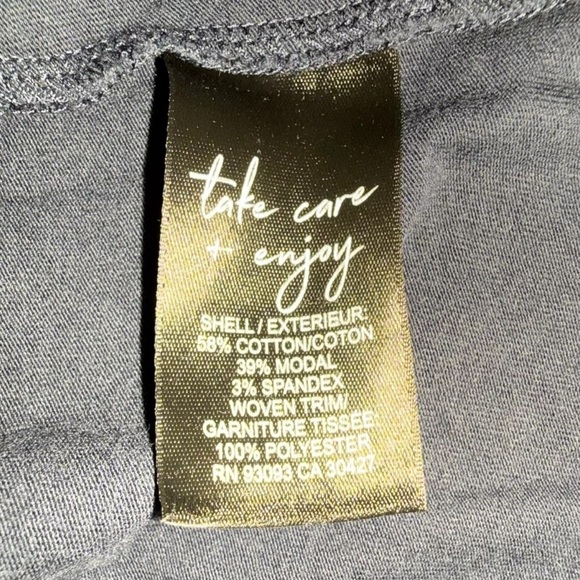 take care
+ enjoy
SHELL / EXTERIEUR:
58% COTTON/COTON
39% MODAL
3% SPANDEX
WOVEN TRIM/
GARNITURE TISSÉE:
100% POLYESTER
RN 93093 CA 30427